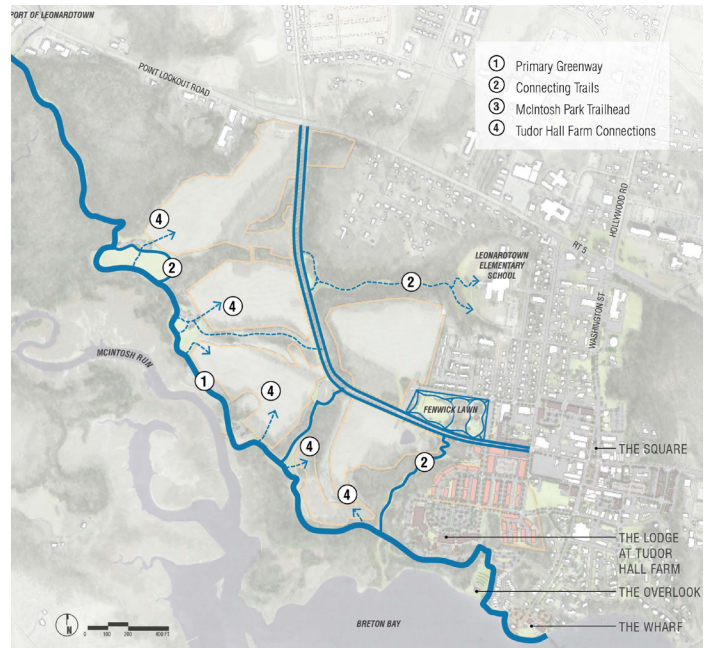 PORT OF LEONARDTOWN
POINT LOOKOUT ROAD
1 Primary Greenway
2 Connecting Trails
3 McIntosh Park Trailhead
4 Tudor Hall Farm Connections
HOLLYWOOD RD
4
RT 5
LEONARDTOWN
ELEMENTARY
SCHOOL
2
2
4
WASHINGTON ST.
MCINTOSH RUN
1
4
FENWICK LAWN
THE SQUARE
4
2
4
THE LODGE
AT TUDOR
HALL FARM
THE OVERLOOK
N
0 100 200 400 FT
BRETON BAY
THE WHARF